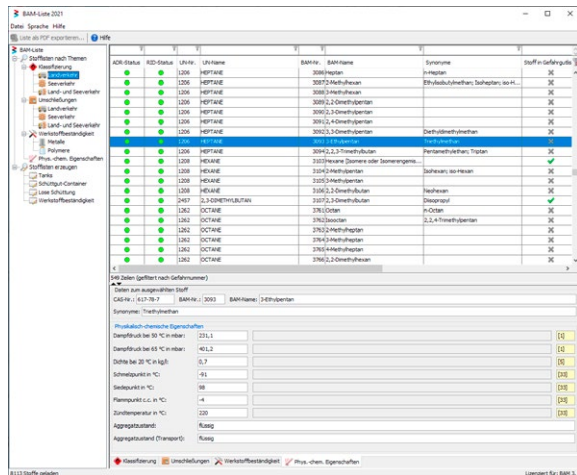 BAM-Liste 2021
Datei Sprache Hilfe
Liste als PDF exportieren... Hilfe
BAM-Liste
Stofflisten nach Themen
Klassifizierung
Landverkehr
Seeverkehr
Land- und Seeverkehr
Umschließungen
Landverkehr
Seeverkehr
Land- und Seeverkehr
Werkstoffbeständigkeit
Metalle
Polymere
Phys.-chem. Eigenschaften
Stofflisten erzeugen
Tanks
Schüttgut-Container
Lose Schüttung
Werkstoffbeständigkeit
ADR-Status RID-Status UN-Nr. UN-Name BAM-Nr. BAM-Name Synonyme Stoff in Gefahrgutlis
1206 HEPTANE 3086 Heptan n-Heptan
1206 HEPTANE 3087 2-Methylhexan Ethylisobutylmethan; Isoheptan; iso-H...
1206 HEPTANE 3088 3-Methylhexan
1206 HEPTANE 3089 2,2-Dimethylpentan
1206 HEPTANE 3090 2,3-Dimethylpentan
1206 HEPTANE 3091 2,4-Dimethylpentan
1206 HEPTANE 3092 3,3-Dimethylpentan Diethyldimethylmethan
1206 HEPTANE 3093 3-Ethylpentan Triethylmethan
1206 HEPTANE 3094 2,2,3-Trimethylbutan Pentamethylethan; Triptan
1208 HEXANE 3103 Hexane [Isomere oder Isomerengemis...
1208 HEXANE 3104 2-Methylpentan Isohexan; iso-Hexan
1208 HEXANE 3105 3-Methylpentan
1208 HEXANE 3106 2,2-Dimethylbutan Neohexan
2457 2,3-DIMETHYLBUTAN 3107 2,3-Dimethylbutan Diisopropyl
1262 OCTANE 3761 Octan n-Octan
1262 OCTANE 3762 Isooctan 2,2,4-Trimethylpentan
1262 OCTANE 3763 2-Methylheptan
1262 OCTANE 3764 3-Methylheptan
1262 OCTANE 3765 4-Methylheptan
1262 OCTANE 3766 2,2-Dimethylhexan
549 Zeilen (gefiltert nach Gefahrnummer)
Daten zum ausgewählten Stoff
CAS-Nr.: 617-78-7 BAM-Nr.: 3093 BAM-Name: 3-Ethylpentan
Synonyme: Triethylmethan
Physikalisch-chemische Eigenschaften
Dampfdruck bei 50 °C in mbar: 231,1 [1]
Dampfdruck bei 65 °C in mbar: 401,2 [1]
Dichte bei 20 °C in kg/l: 0,7 [5]
Schmelzpunkt in °C: -91 [33]
Siedepunkt in °C: 98 [33]
Flammpunkt c.c. in °C: -4 [33]
Zündtemperatur in °C: 220 [33]
Aggregatzustand: flüssig
Aggregatzustand (Transport): flüssig
Klassifizierung Umschließungen Werkstoffbeständigkeit Phys.-chem. Eigenschaften
8113 Stoffe geladen Lizenziert für: BAM 3.